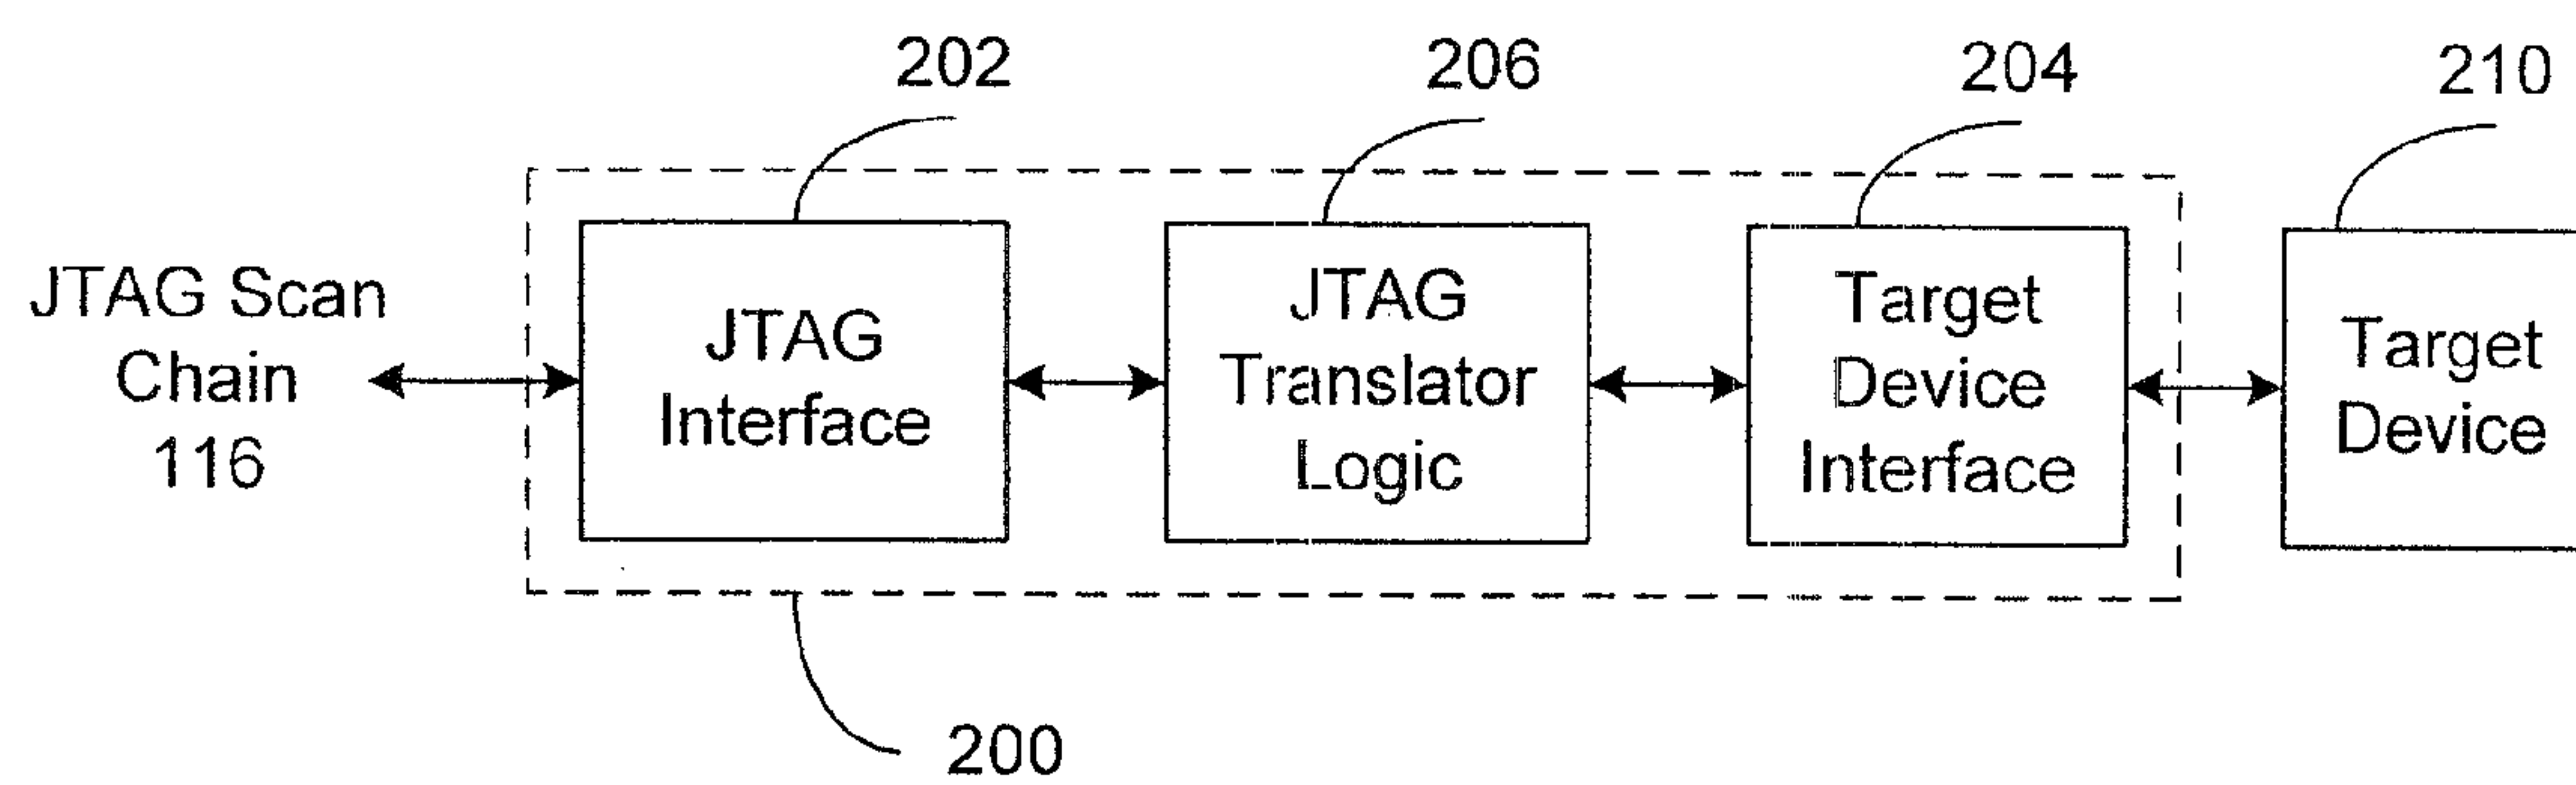 202
206
204
210
JTAG Scan
Chain
116
JTAG
Interface
JTAG
Translator
Logic
Target
Device
Interface
Target
Device
200